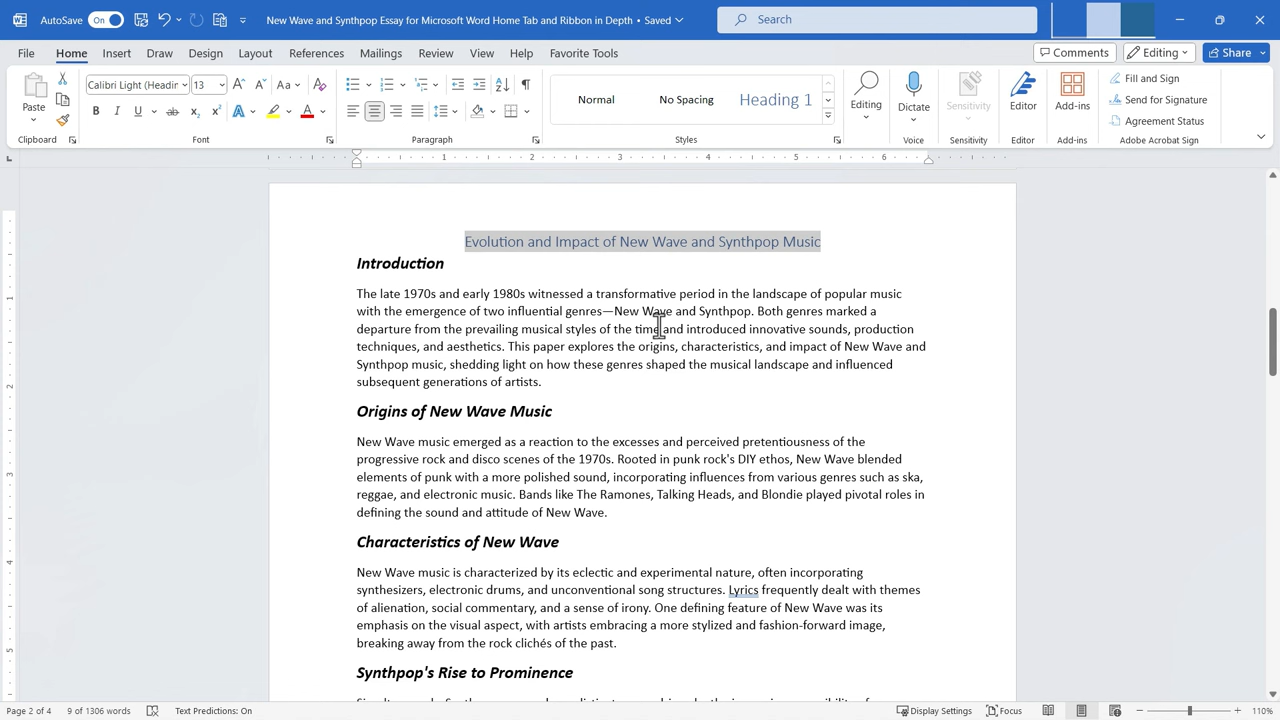 AutoSave On New Wave and Synthpop Essay for Microsoft Word Home Tab and Ribbon in Depth • Saved Search
File Home Insert Draw Design Layout References Mailings Review View Help Favorite Tools Comments Editing Share
Paste
Calibri Light (Headin 13 Aa
B I U ab x₂ x² A A
Normal No Spacing Heading 1
Editing Dictate Sensitivity Editor Add-ins
Fill and Sign
Send for Signature
Agreement Status
Clipboard Font Paragraph Styles Voice Sensitivity Editor Add-ins Adobe Acrobat Sign
1 2 3 4 5 6
Evolution and Impact of New Wave and Synthpop Music
Introduction
The late 1970s and early 1980s witnessed a transformative period in the landscape of popular music
with the emergence of two influential genres—New Wave and Synthpop. Both genres marked a
departure from the prevailing musical styles of the time and introduced innovative sounds, production
techniques, and aesthetics. This paper explores the origins, characteristics, and impact of New Wave and
Synthpop music, shedding light on how these genres shaped the musical landscape and influenced
subsequent generations of artists.
Origins of New Wave Music
New Wave music emerged as a reaction to the excesses and perceived pretentiousness of the
progressive rock and disco scenes of the 1970s. Rooted in punk rock's DIY ethos, New Wave blended
elements of punk with a more polished sound, incorporating influences from various genres such as ska,
reggae, and electronic music. Bands like The Ramones, Talking Heads, and Blondie played pivotal roles in
defining the sound and attitude of New Wave.
Characteristics of New Wave
New Wave music is characterized by its eclectic and experimental nature, often incorporating
synthesizers, electronic drums, and unconventional song structures. Lyrics frequently dealt with themes
of alienation, social commentary, and a sense of irony. One defining feature of New Wave was its
emphasis on the visual aspect, with artists embracing a more stylized and fashion-forward image,
breaking away from the rock clichés of the past.
Synthpop's Rise to Prominence
1
2
3
4
5
Page 2 of 4 9 of 1306 words Text Predictions: On Display Settings Focus 110%